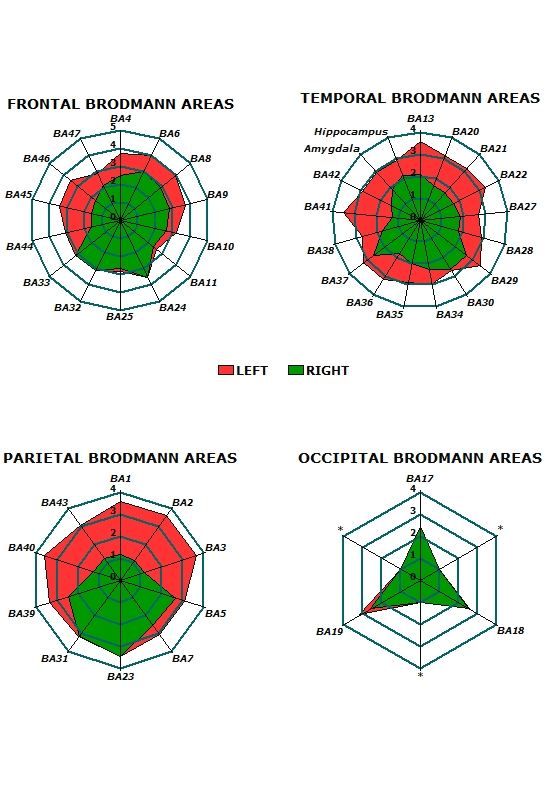 FRONTAL BRODMANN AREAS
BA4
BA6
BA8
BA9
BA10
BA11
BA24
BA25
BA32
BA33
BA44
BA45
BA46
BA47
5
4
3
2
1
0
TEMPORAL BRODMANN AREAS
BA13
BA20
BA21
BA22
BA27
BA28
BA29
BA30
BA34
BA35
BA36
BA37
BA38
BA41
BA42
Amygdala
Hippocampus
4
3
2
1
0
LEFT
RIGHT
PARIETAL BRODMANN AREAS
BA1
BA2
BA3
BA5
BA7
BA23
BA31
BA39
BA40
BA43
4
3
2
1
0
OCCIPITAL BRODMANN AREAS
BA17
*
BA18
*
BA19
*
4
3
2
1
0